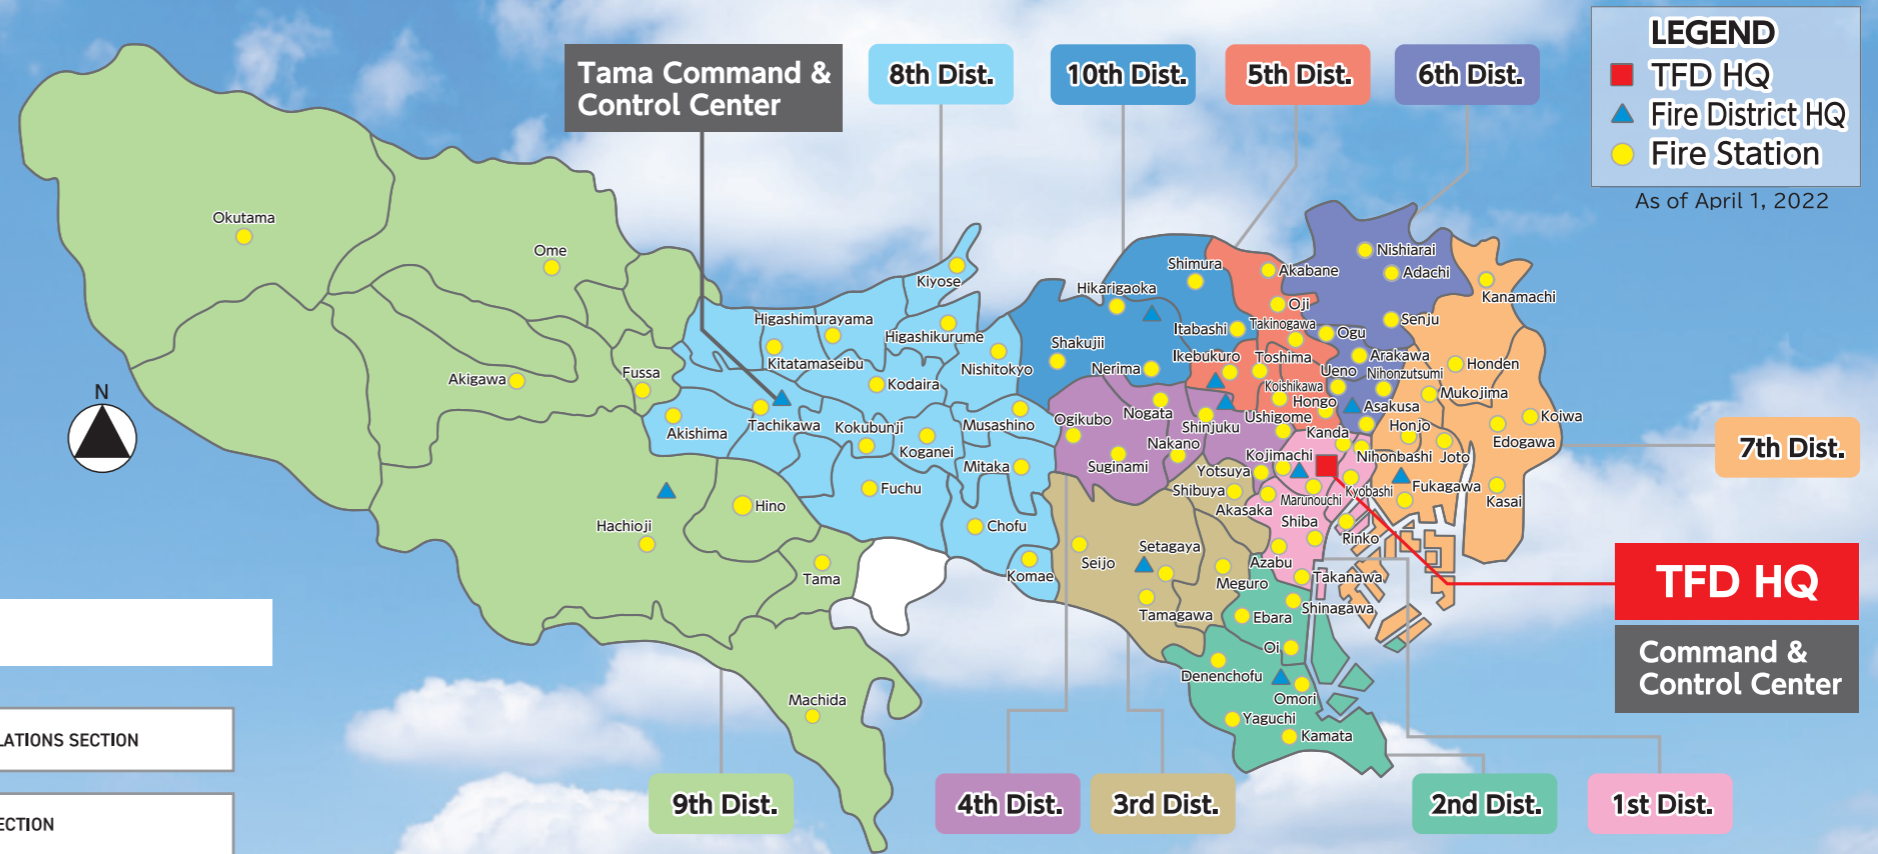 LEGEND
TFD HQ
Fire District HQ
Fire Station
As of April 1, 2022
Tama Command &
Control Center
8th Dist.
10th Dist.
5th Dist.
6th Dist.
Okutama
Ome
Akigawa
Fussa
Hachioji
Hino
Tama
Machida
N
Kiyose
Higashimurayama
Higashikurume
Kitatamaseibu
Nishitokyo
Kodaira
Akishima
Tachikawa
Kokubunji
Koganei
Musashino
Mitaka
Fuchu
Chofu
Komae
Shimura
Hikarigaoka
Itabashi
Shakujii
Nerima
Akabane
Oji
Takinogawa
Ikebukuro
Toshima
Koishikawa
Hongo
Nishiarai
Adachi
Senju
Ogu
Arakawa
Ueno
Nihonzutsumi
Asakusa
Kanamachi
Honden
Mukojima
Koiwa
Edogawa
Honjo
Joto
Fukagawa
Kasai
Ogikubo
Nogata
Nakano
Suginami
Shinjuku
Ushigome
Yotsuya
Kanda
Kojimachi
Nihonbashi
Marunouchi
Kyobashi
Akasaka
Shiba
Rinko
Azabu
Takanawa
Shibuya
Setagaya
Seijo
Meguro
Tamagawa
Shinagawa
Ebara
Oi
Denenchofu
Omori
Yaguchi
Kamata
7th Dist.
TFD HQ
Command &
Control Center
LATIONS SECTION
ECTION
9th Dist.
4th Dist.
3rd Dist.
2nd Dist.
1st Dist.